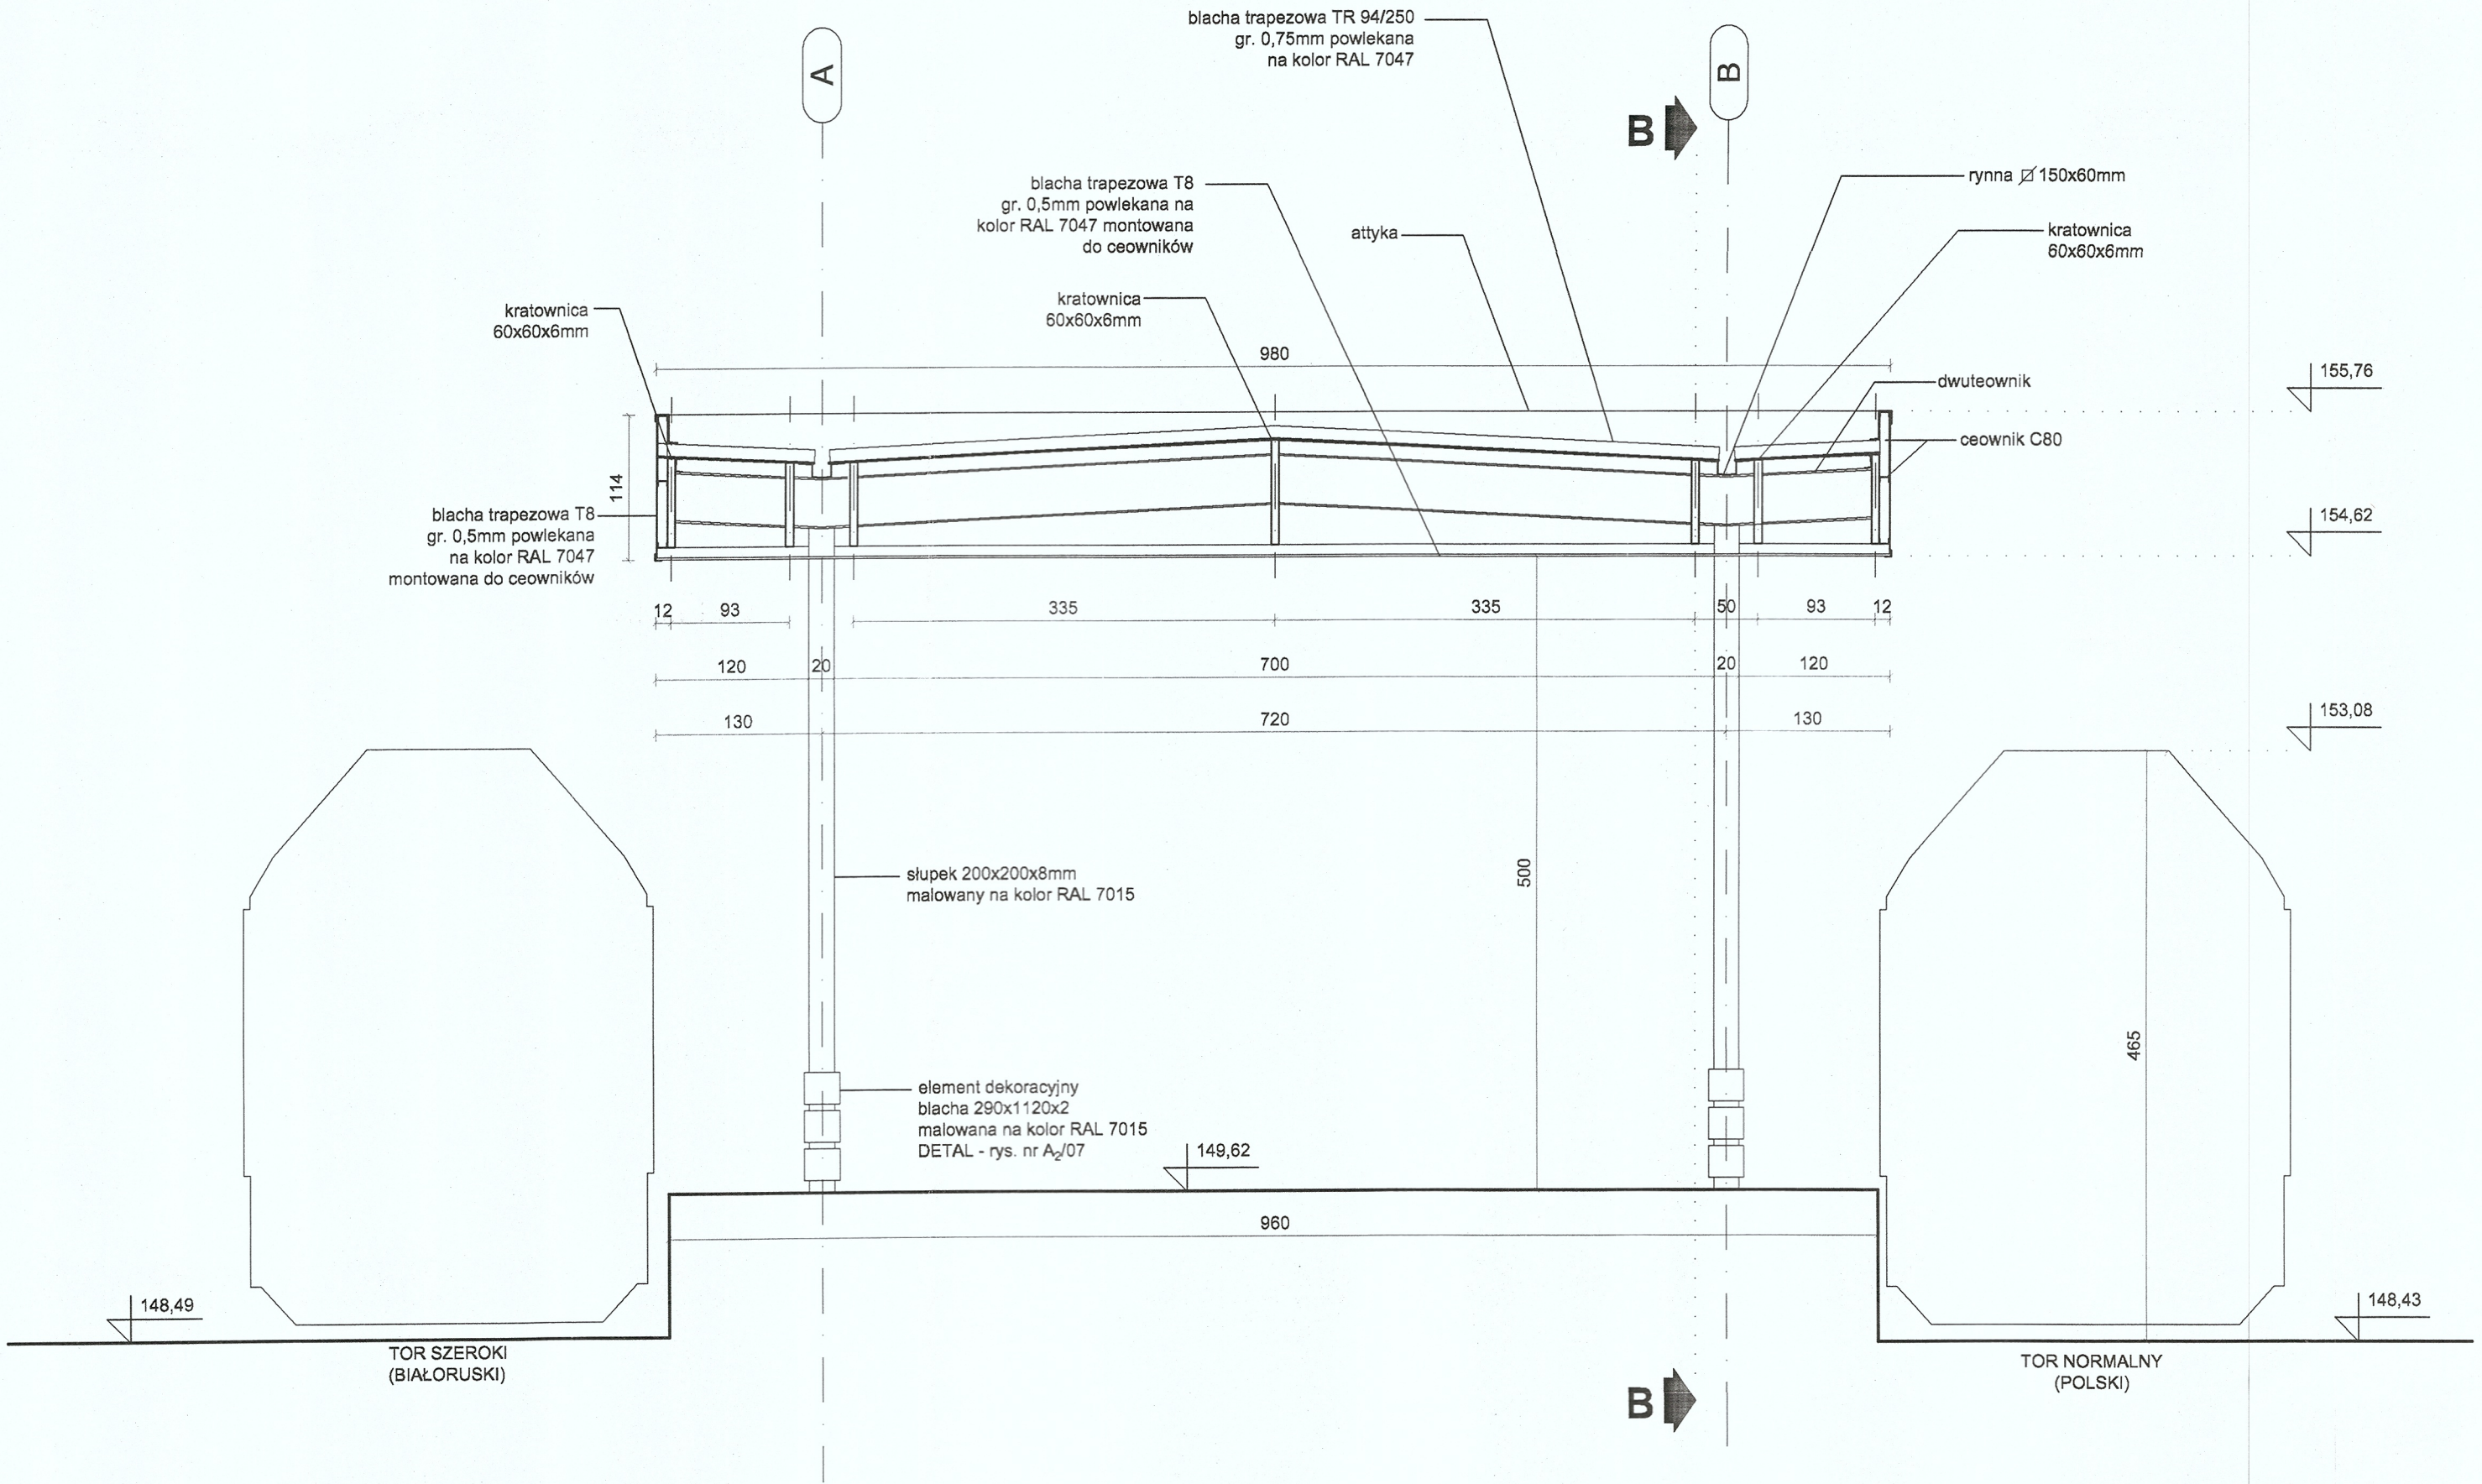 blacha trapezowa TR 94/250
gr. 0,75mm powlekana
na kolor RAL 7047
A
B
B
blacha trapezowa T8
gr. 0,5mm powlekana na
kolor RAL 7047 montowana
do ceowników
attyka
rynna 150x60mm
kratownica
60x60x6mm
kratownica
60x60x6mm
kratownica
60x60x6mm
980
155,76
dwuteownik
ceownik C80
114
blacha trapezowa T8
gr. 0,5mm powlekana
na kolor RAL 7047
montowana do ceowników
154,62
12 93 335 335 50 93 12
120 20 700 20 120
130 720 130
153,08
słupek 200x200x8mm
malowany na kolor RAL 7015
500
465
element dekoracyjny
blacha 290x1120x2
malowana na kolor RAL 7015
DETAL - rys. nr A2/07
149,62
960
148,49
148,43
TOR SZEROKI
(BIAŁORUSKI)
TOR NORMALNY
(POLSKI)
B